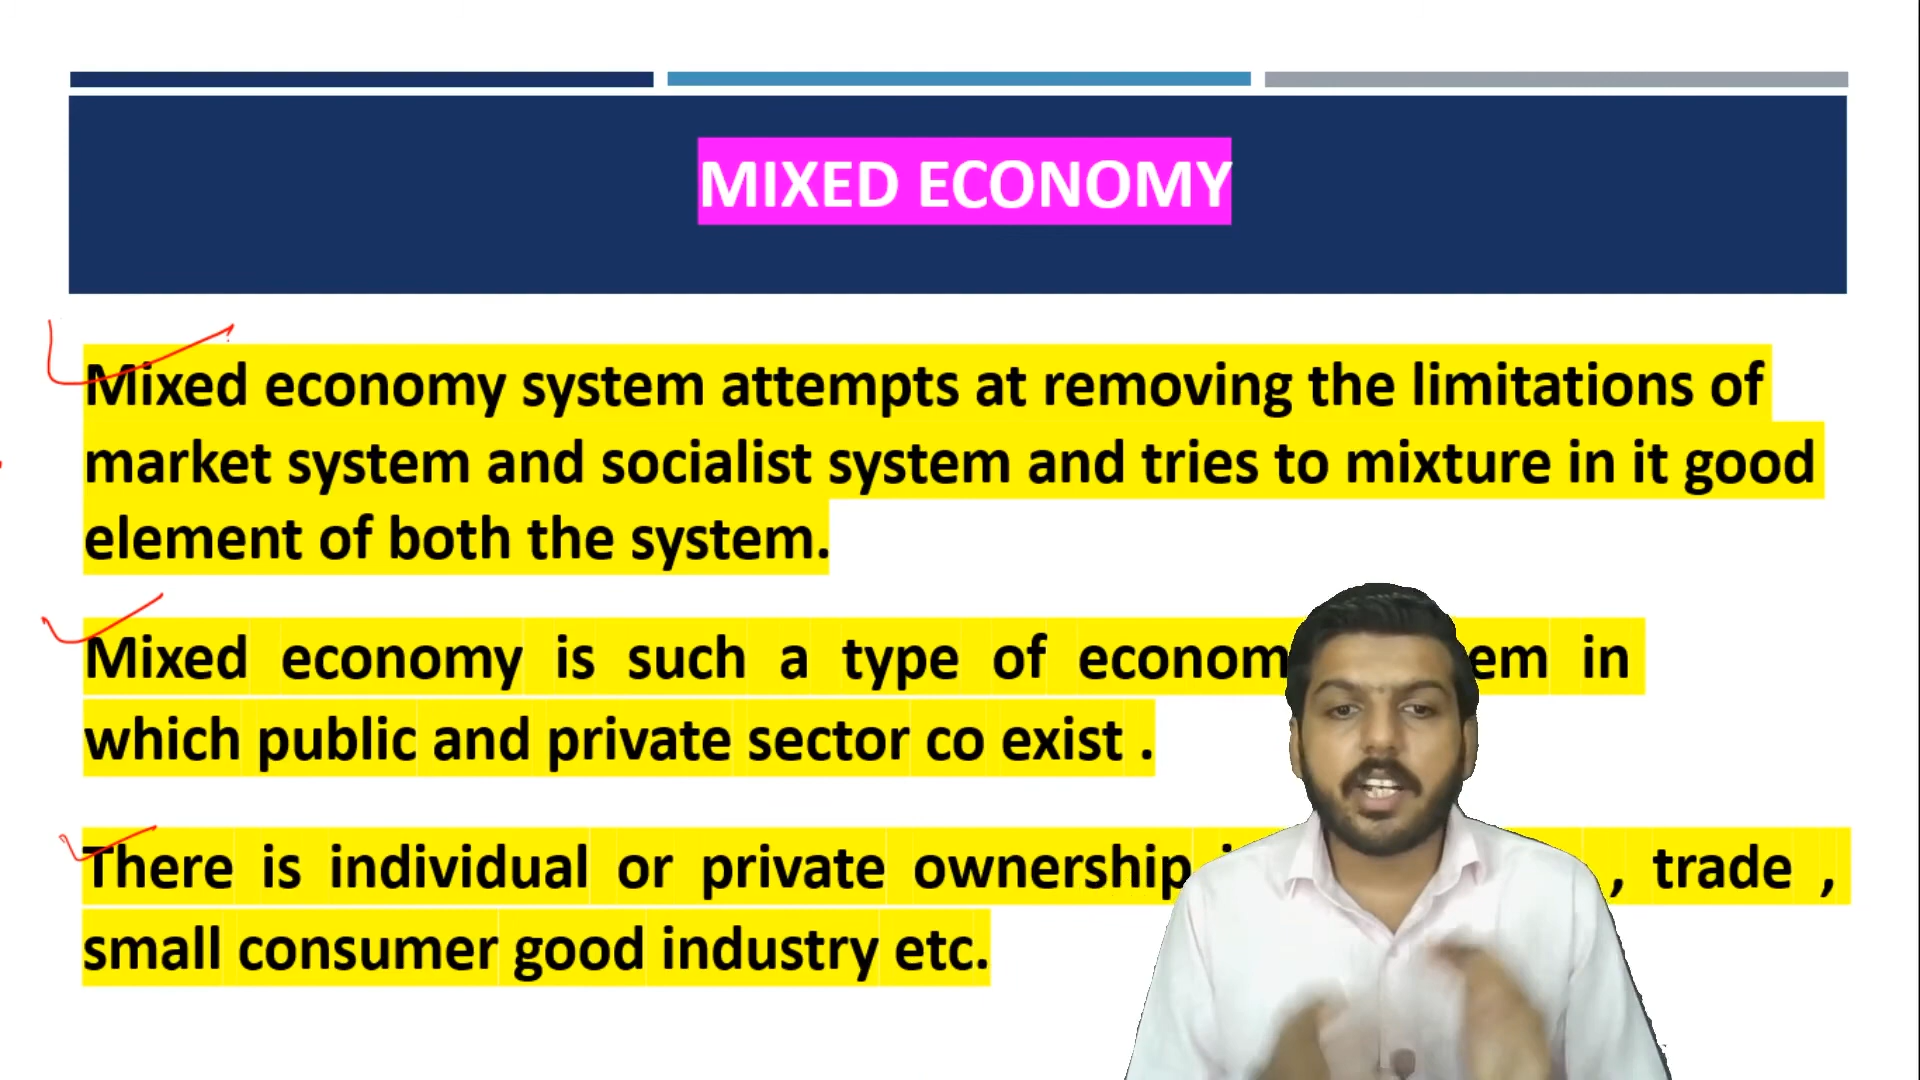 MIXED ECONOMY
Mixed economy system attempts at removing the limitations of
market system and socialist system and tries to mixture in it good
element of both the system.
Mixed economy is such a type of in
which public and private sector co exist .
There is individual or private ownership , trade ,
small consumer good industry etc.